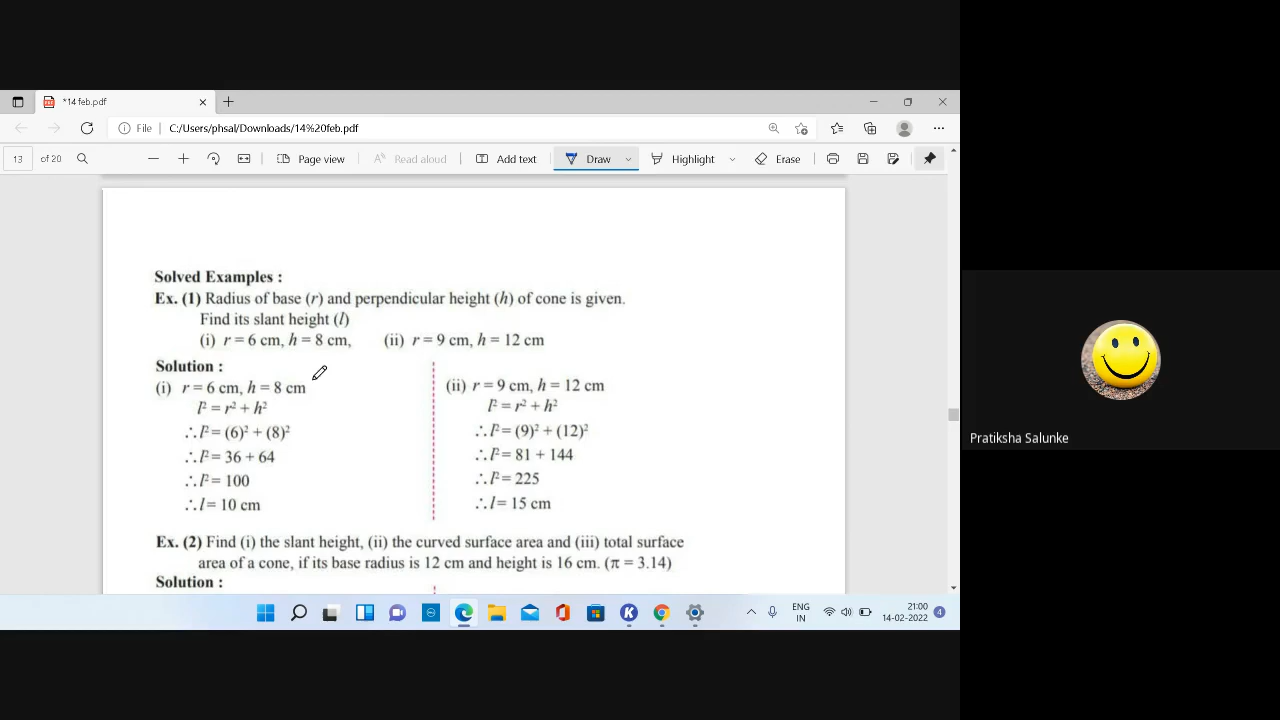 *14 feb.pdf
File | C:/Users/phsal/Downloads/14%20feb.pdf
13 of 20 Page view Read aloud Add text Draw Highlight Erase
Solved Examples :
Ex. (1) Radius of base (r) and perpendicular height (h) of cone is given.
Find its slant height (l)
(i) r = 6 cm, h = 8 cm, (ii) r = 9 cm, h = 12 cm
Solution :
(i) r = 6 cm, h = 8 cm
l² = r² + h²
∴ l² = (6)² + (8)²
∴ l² = 36 + 64
∴ l² = 100
∴ l = 10 cm
(ii) r = 9 cm, h = 12 cm
l² = r² + h²
∴ l² = (9)² + (12)²
∴ l² = 81 + 144
∴ l² = 225
∴ l = 15 cm
Ex. (2) Find (i) the slant height, (ii) the curved surface area and (iii) total surface
area of a cone, if its base radius is 12 cm and height is 16 cm. (π = 3.14)
Solution :
ENG
IN
21:00
14-02-2022
4
Pratiksha Salunke